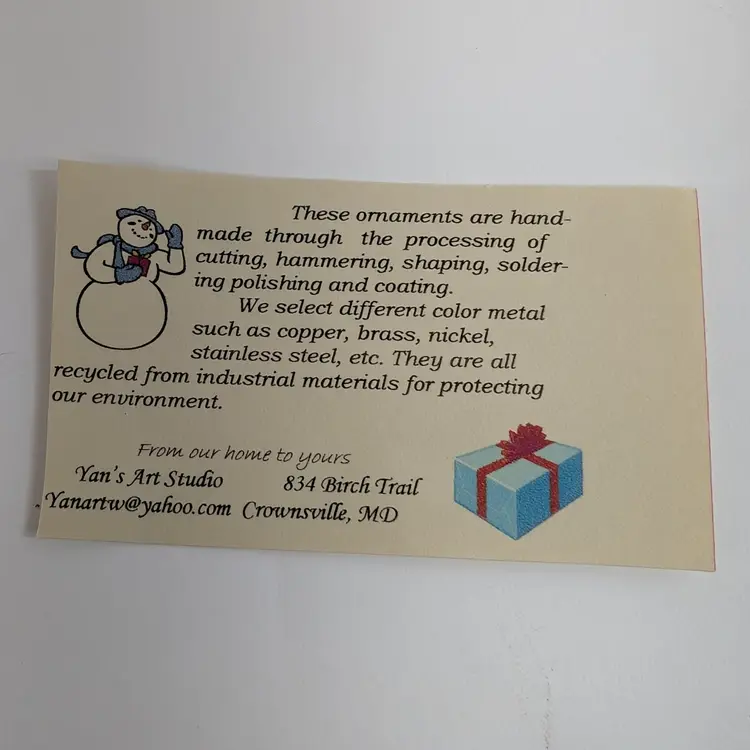 These ornaments are hand-
made through the processing of
cutting, hammering, shaping, solder-
ing polishing and coating.
We select different color metal
such as copper, brass, nickel,
stainless steel, etc. They are all
recycled from industrial materials for protecting
our environment.
From our home to yours
Yan's Art Studio 834 Birch Trail
Yanartw@yahoo.com Crownsville, MD